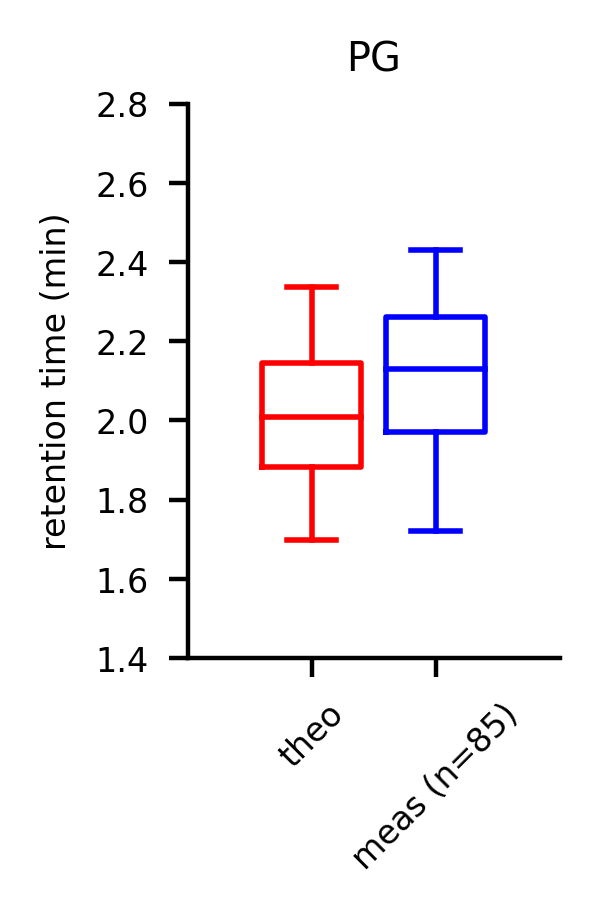 PG
2.8
2.6
2.4
2.2
2.0
1.8
1.6
1.4
retention time (min)
theo
meas (n=85)